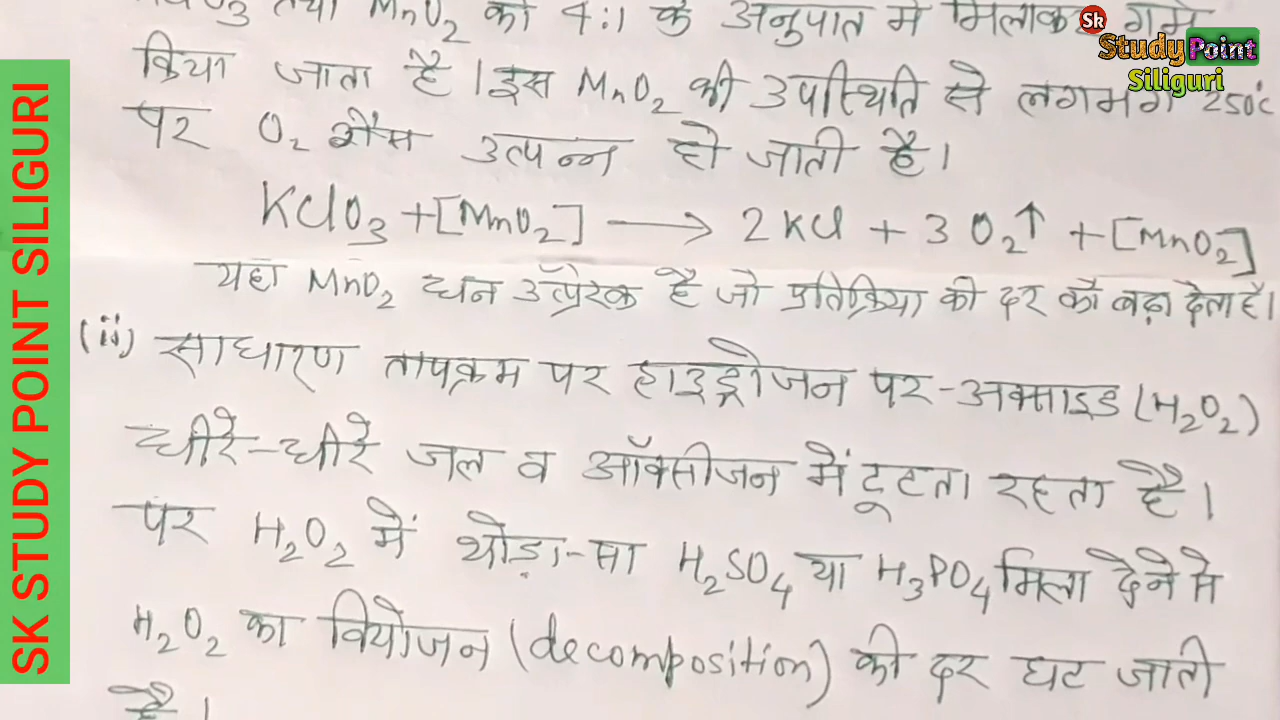 तथा MnO₂ को 4:1 के अनुपात में मिलाकर गर्म
किया जाता है। इस MnO₂ की उपस्थिति से लगभग 250°c
पर O₂ गैस उत्पन्न हो जाती है।
KClO₃ + [MnO₂] ⟶ 2KCl + 3O₂↑ + [MnO₂]
यहाँ MnO₂ धन उत्प्रेरक है जो प्रतिक्रिया की दर को बढ़ा देता है।
(ii) साधारण तापक्रम पर हाइड्रोजन पर-अक्साइड (H₂O₂)
धीरे-धीरे जल व ऑक्सीजन में टूटता रहता है।
पर H₂O₂ में थोड़ा-सा H₂SO₄ या H₃PO₄ मिला देने से
H₂O₂ का वियोजन (decomposition) की दर घट जाती
है।
Sk
Study Point
Siliguri
SK STUDY POINT SILIGURI